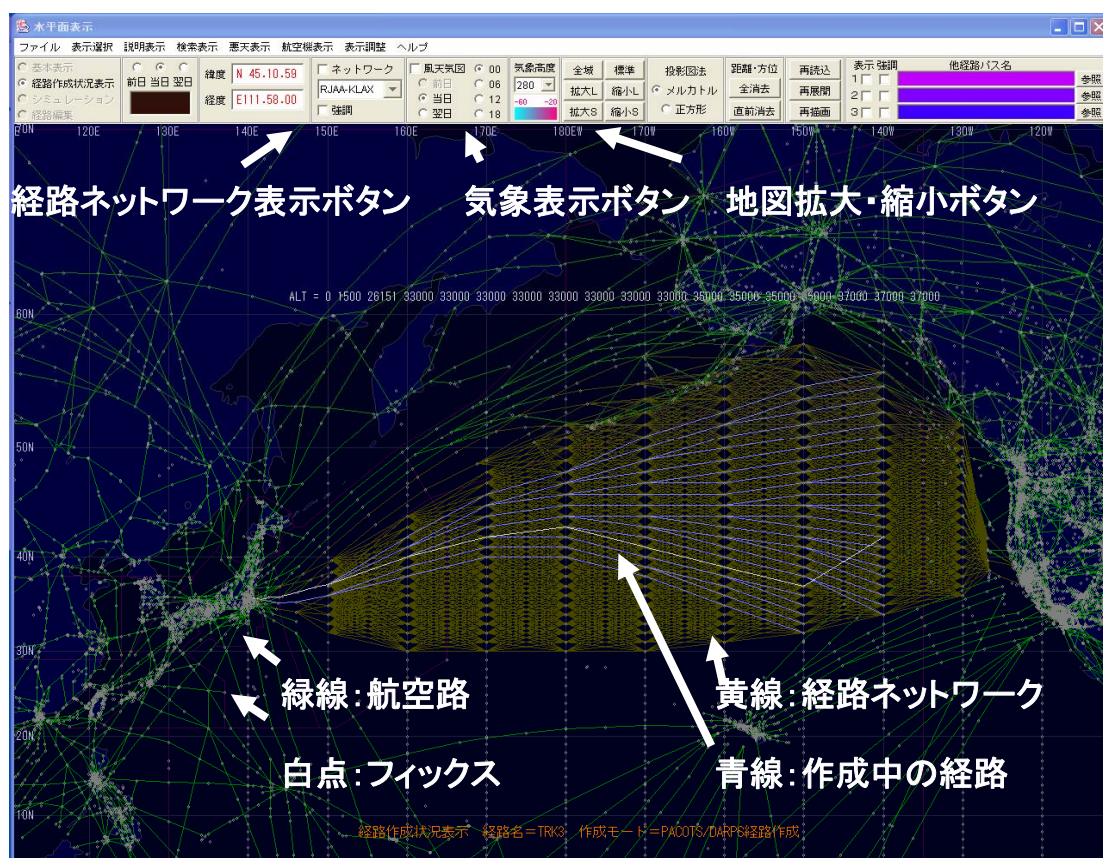 水平面表示
ファイル 表示選択 説明表示 検索表示 悪天表示 航空機表示 表示調整 ヘルプ
基本表示
経路作成状況表示
シミュレーション
経路編集
前日 当日 翌日
緯度 N 45.10.59
経度 E111.58.00
ネットワーク
RJAA-KLAX
強調
風天気図
前日
当日
翌日
00
06
12
18
気象高度
280
-60 -20
全域 標準
拡大L 縮小L
拡大S 縮小S
投影図法
メルカトル
正方形
距離・方位
全消去
直前消去
再読込
再展開
再描画
表示 強調 他経路パス名
1 参照
2 参照
3 参照
70N 120E 130E 140E 150E 160E 170E 180EW 170W 160W 150W 140W 130W 120W
経路ネットワーク表示ボタン 気象表示ボタン 地図拡大・縮小ボタン
ALT = 0 1500 26151 33000 33000 33000 33000 33000 33000 33000 33000 35000 35000 35000 35000 37000 37000 37000
60N
50N
40N
30N
緑線：航空路 黄線：経路ネットワーク
20N
白点：フィックス 青線：作成中の経路
10N
経路作成状況表示 経路名=TRK3 作成モード=PACOTS/DARPS経路作成